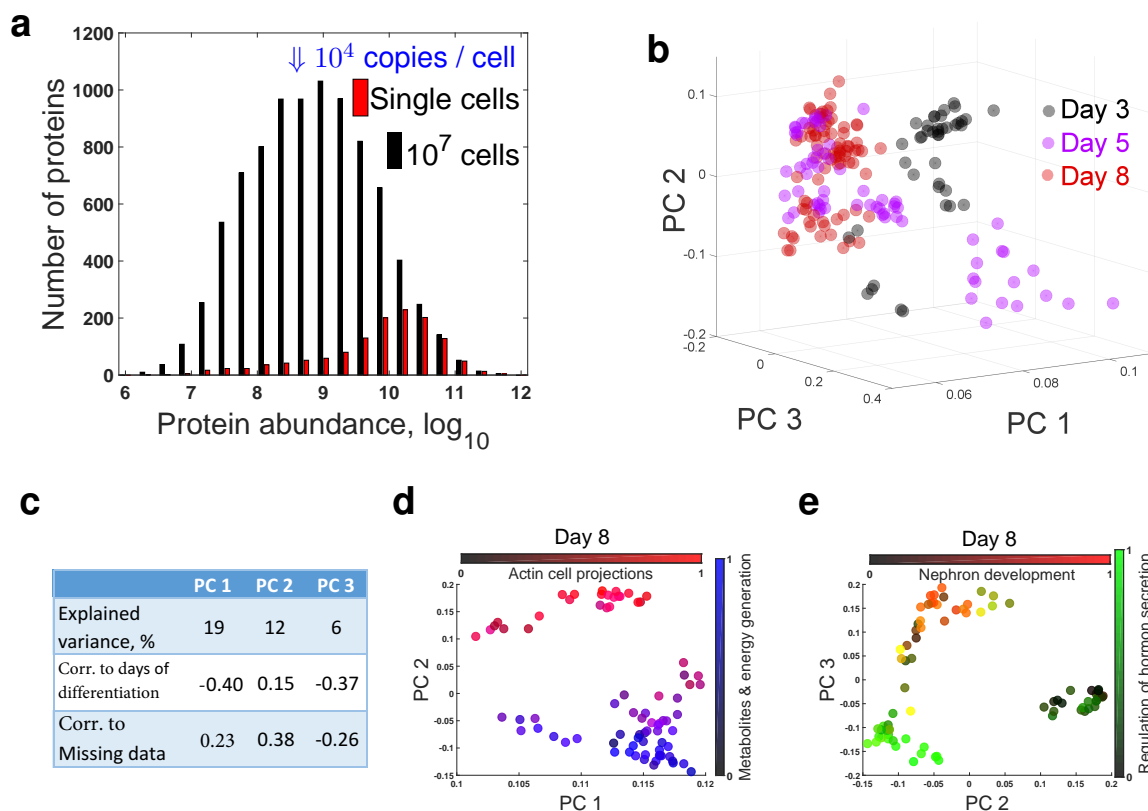 a
1200
1000
800
600
400
200
0
6 7 8 9 10 11 12
Number of proteins
Protein abundance, log10
⇓ 10^4 copies / cell
Single cells
10^7 cells
b
0.1
0
-0.1
-0.2
-0.2
0
0.2
0.4
0.06
0.08
0.1
PC 2
PC 3
PC 1
Day 3
Day 5
Day 8
c
PC 1 PC 2 PC 3
Explained
variance, %
19 12 6
Corr. to days of
differentiation
-0.40 0.15 -0.37
Corr. to
Missing data
0.23 0.38 -0.26
d
Day 8
0 1
Actin cell projections
0.2
0.15
0.1
0.05
0
-0.05
-0.1
-0.15
0.1 0.105 0.11 0.115 0.12
PC 2
PC 1
1
0
Metabolites & energy generation
e
Day 8
0 1
Nephron development
0.2
0.15
0.1
0.05
0
-0.05
-0.1
-0.15
-0.2
-0.15 -0.1 -0.05 0 0.05 0.1 0.15 0.2
PC 3
PC 2
1
0
Regulation of hormon secretion